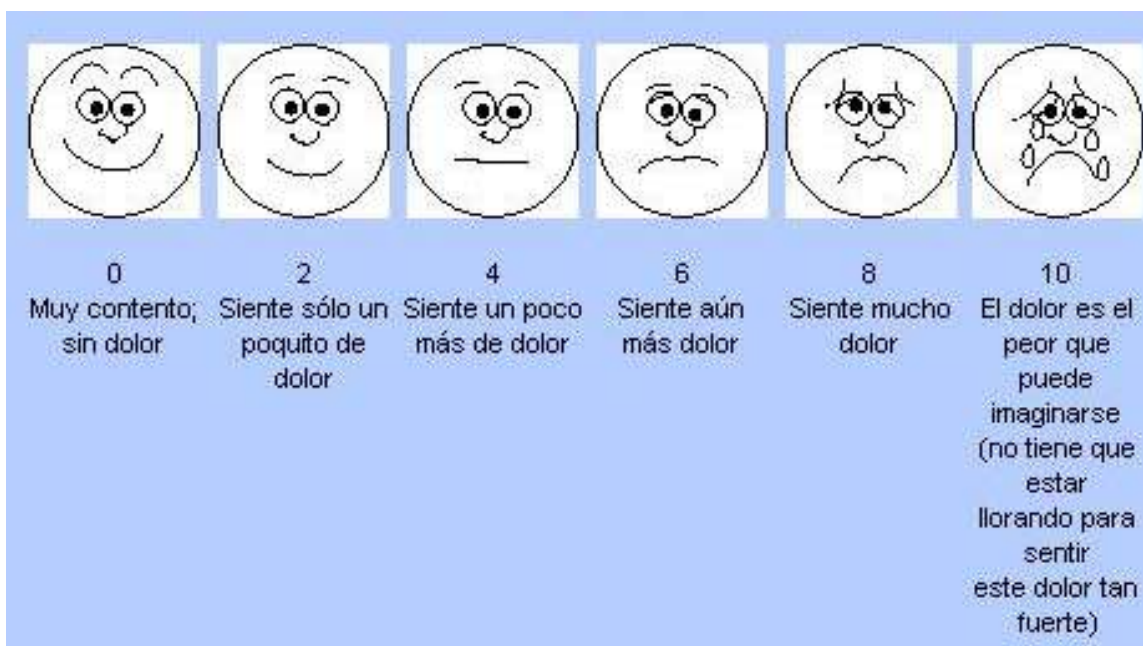 0
Muy contento;
sin dolor
2
Siente sólo un
poquito de
dolor
4
Siente un poco
más de dolor
6
Siente aún
más dolor
8
Siente mucho
dolor
10
El dolor es el
peor que
puede
imaginarse
(no tiene que
estar
llorando para
sentir
este dolor tan
fuerte)